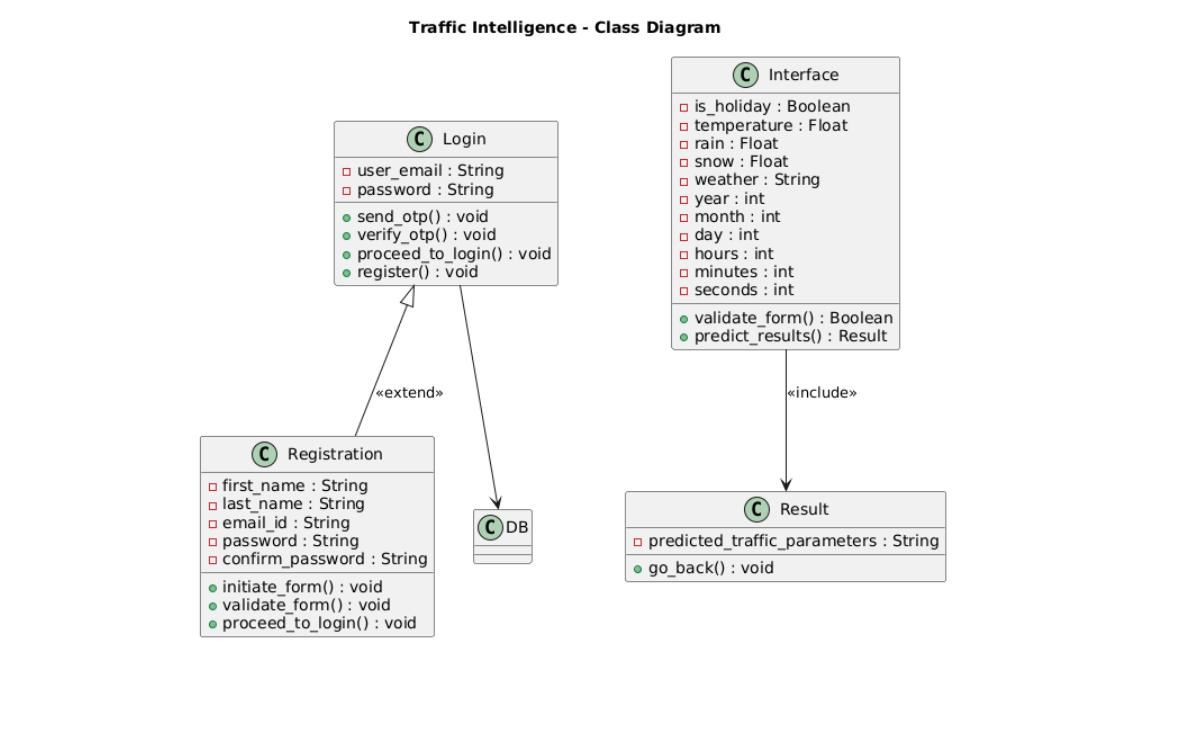 Traffic Intelligence - Class Diagram
C Interface
is_holiday : Boolean
temperature : Float
rain : Float
snow : Float
weather : String
year : int
month : int
day : int
hours : int
minutes : int
seconds : int
validate_form() : Boolean
predict_results() : Result
C Login
user_email : String
password : String
send_otp() : void
verify_otp() : void
proceed_to_login() : void
register() : void
«extend»
«include»
C Registration
first_name : String
last_name : String
email_id : String
password : String
confirm_password : String
initiate_form() : void
validate_form() : void
proceed_to_login() : void
C DB
C Result
predicted_traffic_parameters : String
go_back() : void